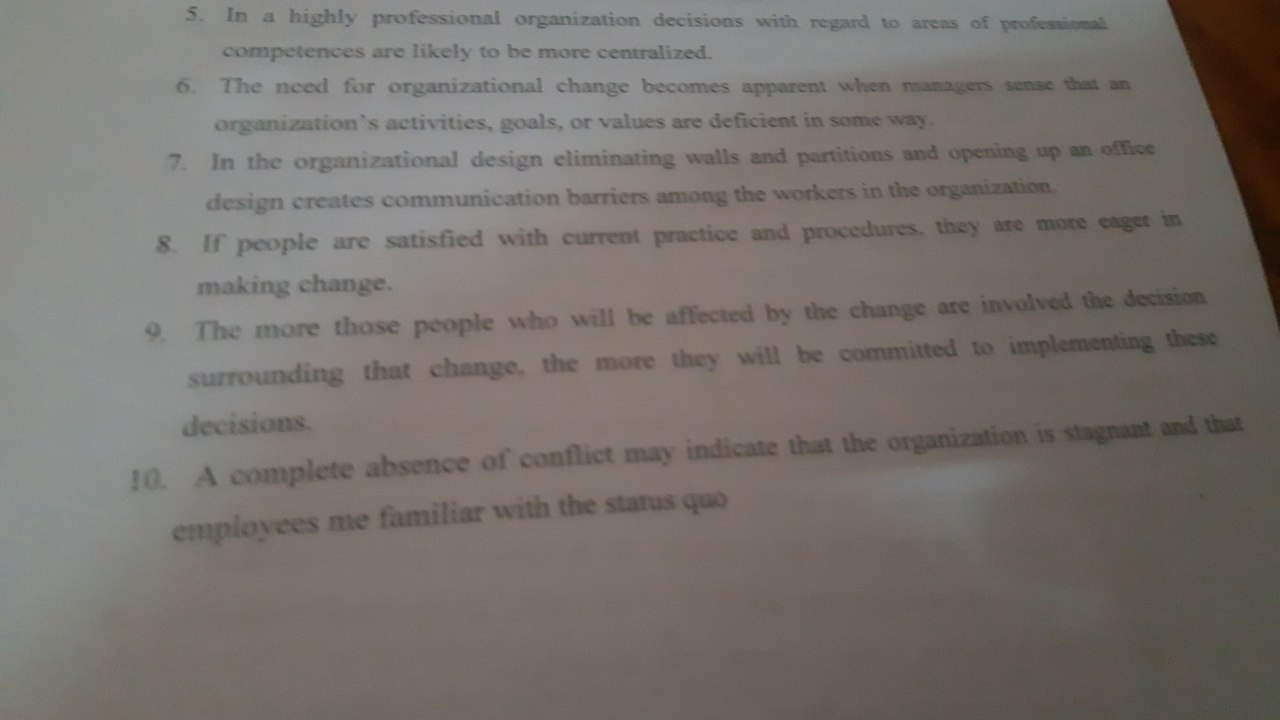 5. In a highly professional organization decisions with regard to areas of professional
competences are likely to be more centralized.
6. The need for organizational change becomes apparent when managers sense that an
organization's activities, goals, or values are deficient in some way.
7. In the organizational design eliminating walls and partitions and opening up an office
design creates communication barriers among the workers in the organization.
8. If people are satisfied with current practice and procedures, they are more eager in
making change.
9. The more those people who will be affected by the change are involved the decision
surrounding that change, the more they will be committed to implementing these
decisions.
10. A complete absence of conflict may indicate that the organization is stagnant and that
employees me familiar with the status quo